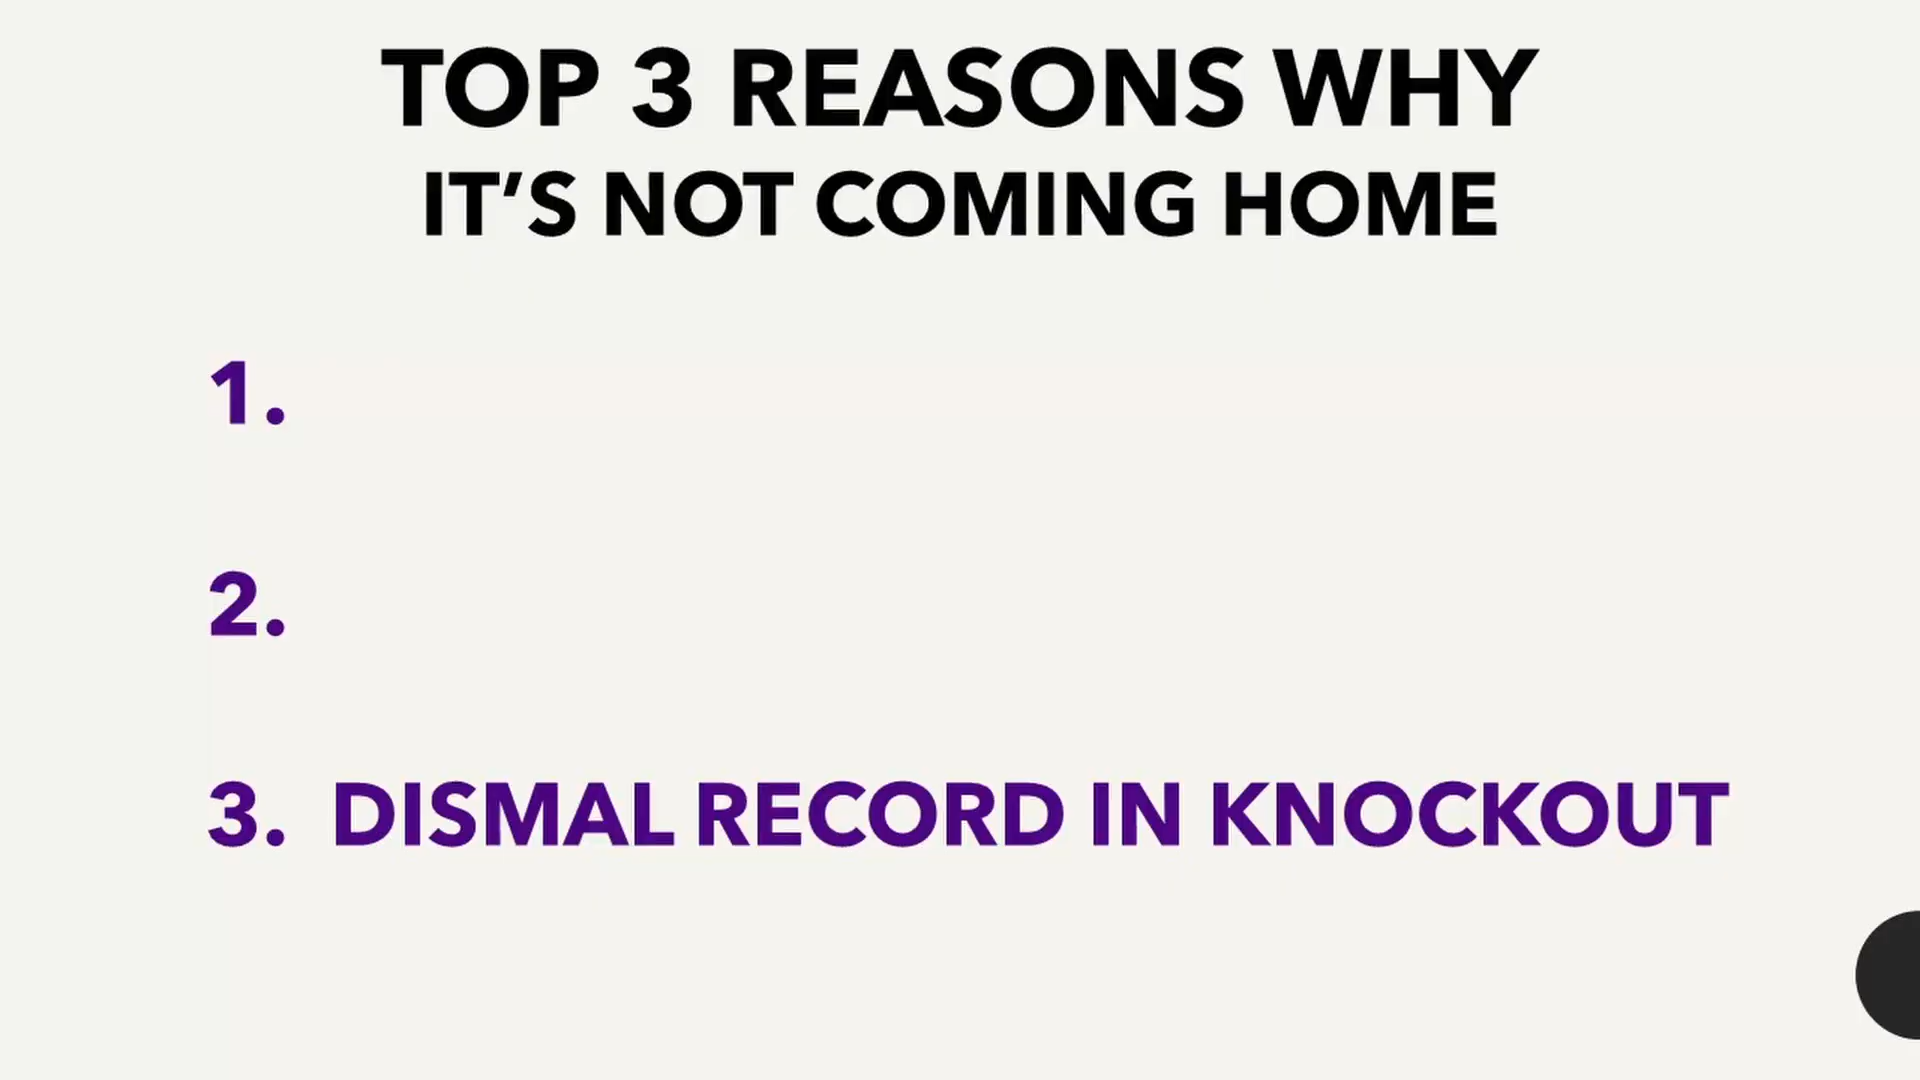 TOP 3 REASONS WHY
IT’S NOT COMING HOME
1.
2.
3. DISMAL RECORD IN KNOCKOUT